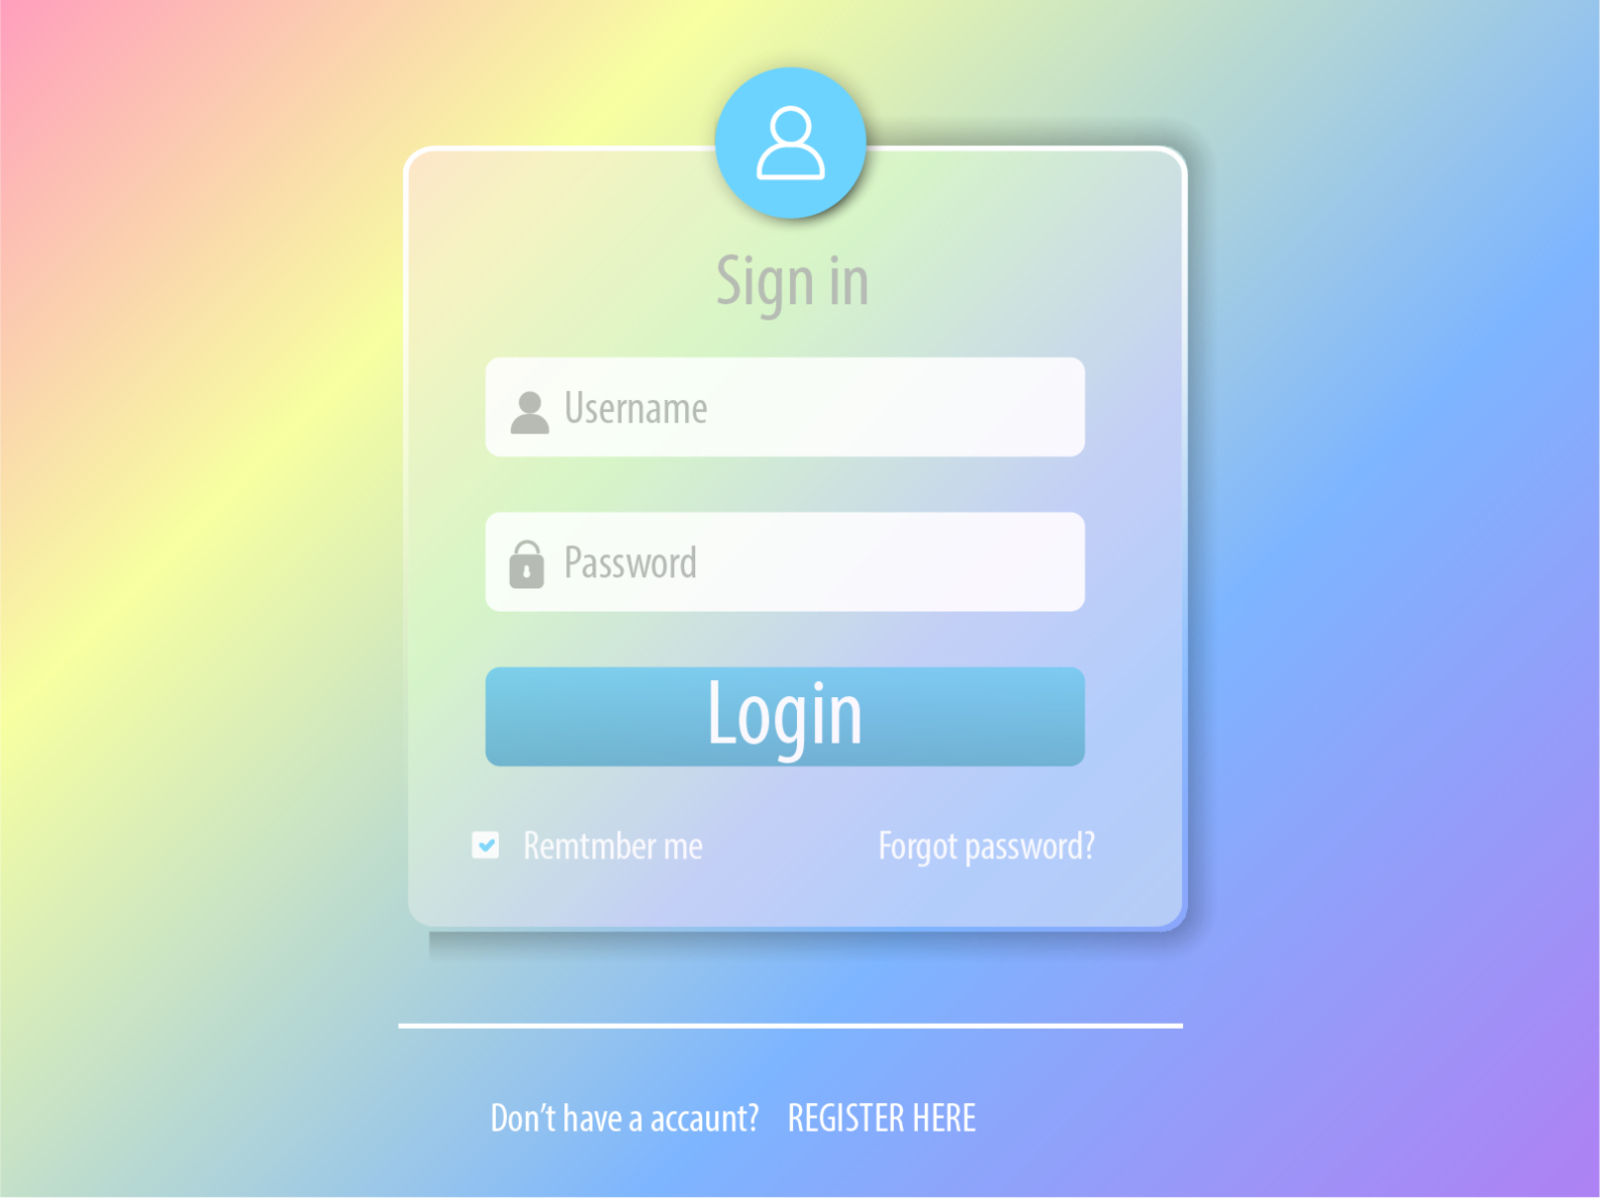 Sign in
Username
Password
Login
Remtmber me
Forgot password?
Don’t have a accaunt? REGISTER HERE